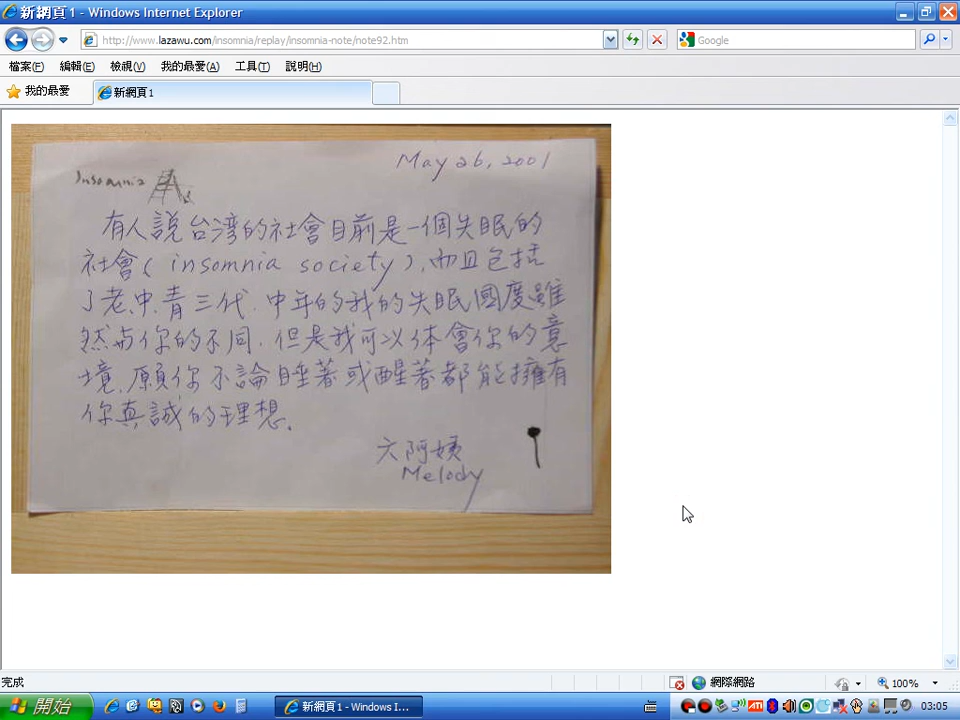 新網頁 1 - Windows Internet Explorer
http://www.lazawu.com/insomnia/replay/insomnia-note/note92.htm
Google
檔案(F) 編輯(E) 檢視(V) 我的最愛(A) 工具(T) 說明(H)
我的最愛
新網頁 1
May 26, 2001
Insomnia
有人說台湾的社會目前是一個失眠的
社會(insomnia society),而且包括
了老.中.青三代.中年的我的失眠國度雖
然与你的不同.但是我可以体會你的意
境.願你不論睡著或醒著都能擁有
你真誠的理想.
六阿姨
Melody
完成
網際網路
100%
開始
新網頁 1 - Windows I...
ATI
03:05